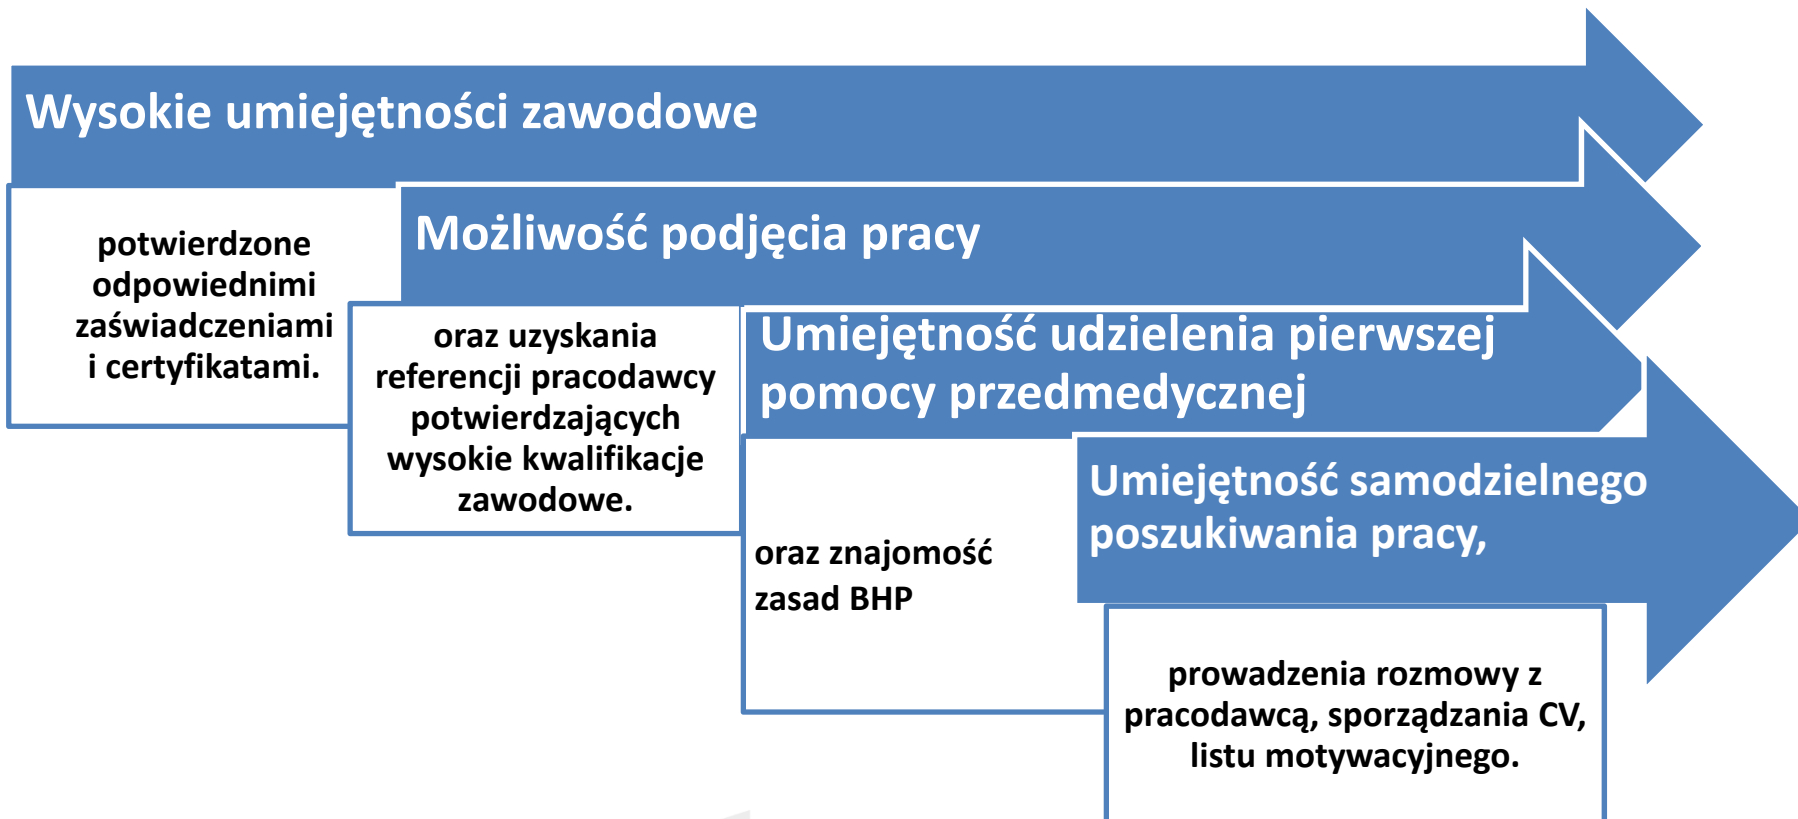 Wysokie umiejętności zawodowe
potwierdzone
odpowiednimi
zaświadczeniami
i certyfikatami.
Możliwość podjęcia pracy
oraz uzyskania
referencji pracodawcy
potwierdzających
wysokie kwalifikacje
zawodowe.
Umiejętność udzielenia pierwszej
pomocy przedmedycznej
oraz znajomość
zasad BHP
Umiejętność samodzielnego
poszukiwania pracy,
prowadzenia rozmowy z
pracodawcą, sporządzania CV,
listu motywacyjnego.